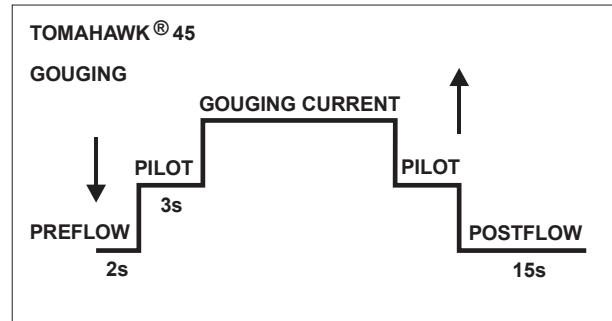 TOMAHAWK ® 45
GOUGING
GOUGING CURRENT
PILOT
PILOT
3s
PREFLOW
POSTFLOW
2s
15s